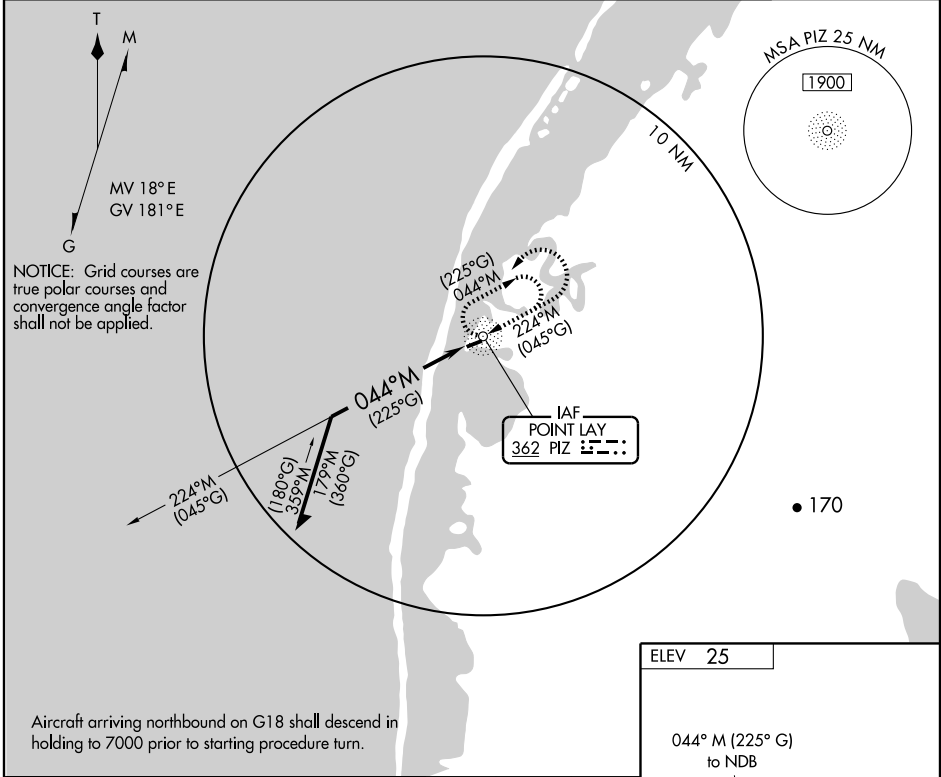 T
M
MV 18° E
GV 181° E
G
NOTICE: Grid courses are
true polar courses and
convergence angle factor
shall not be applied.
MSA PIZ 25 NM
1900
10 NM
(225°G)
044°M
224°M
(045°G)
044°M
(225°G)
IAF
POINT LAY
362 PIZ
(180°G)
359°M
179°M
(360°G)
224°M
(045°G)
170
Aircraft arriving northbound on G18 shall descend in
holding to 7000 prior to starting procedure turn.
ELEV 25
044° M (225° G)
to NDB